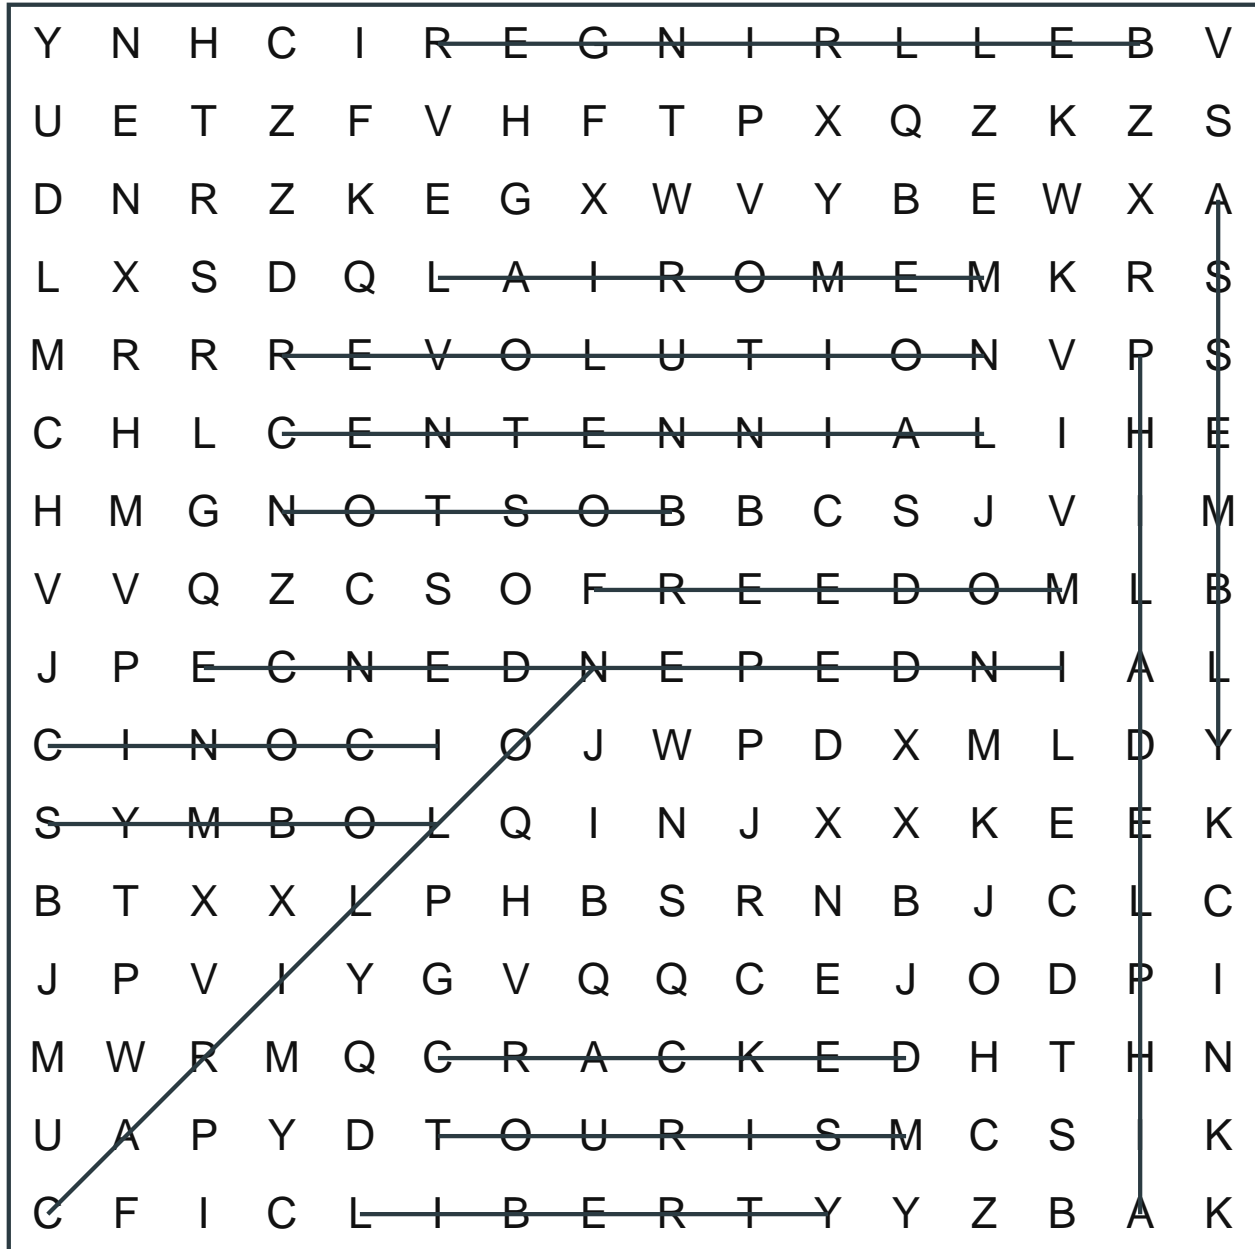 Y N H C I R E G N I R L L E B V
U E T Z F V H F T P X Q Z K Z S
D N R Z K E G X W V Y B E W X A
L X S D Q L A I R O M E M K R S
M R R R E V O L U T I O N V P S
C H L C E N T E N N I A L I H E
H M G N O T S O B B C S J V I M
V V Q Z C S O F R E E D O M L B
J P E C N E D N E P E D N I A L
C I N O C I O J W P D X M L D Y
S Y M B O L Q I N J X X K E E K
B T X X L P H B S R N B J C L C
J P V I Y G V Q Q C E J O D P I
M W R M Q C R A C K E D H T H N
U A P Y D T O U R I S M C S I K
C F I C L I B E R T Y Y Z B A K